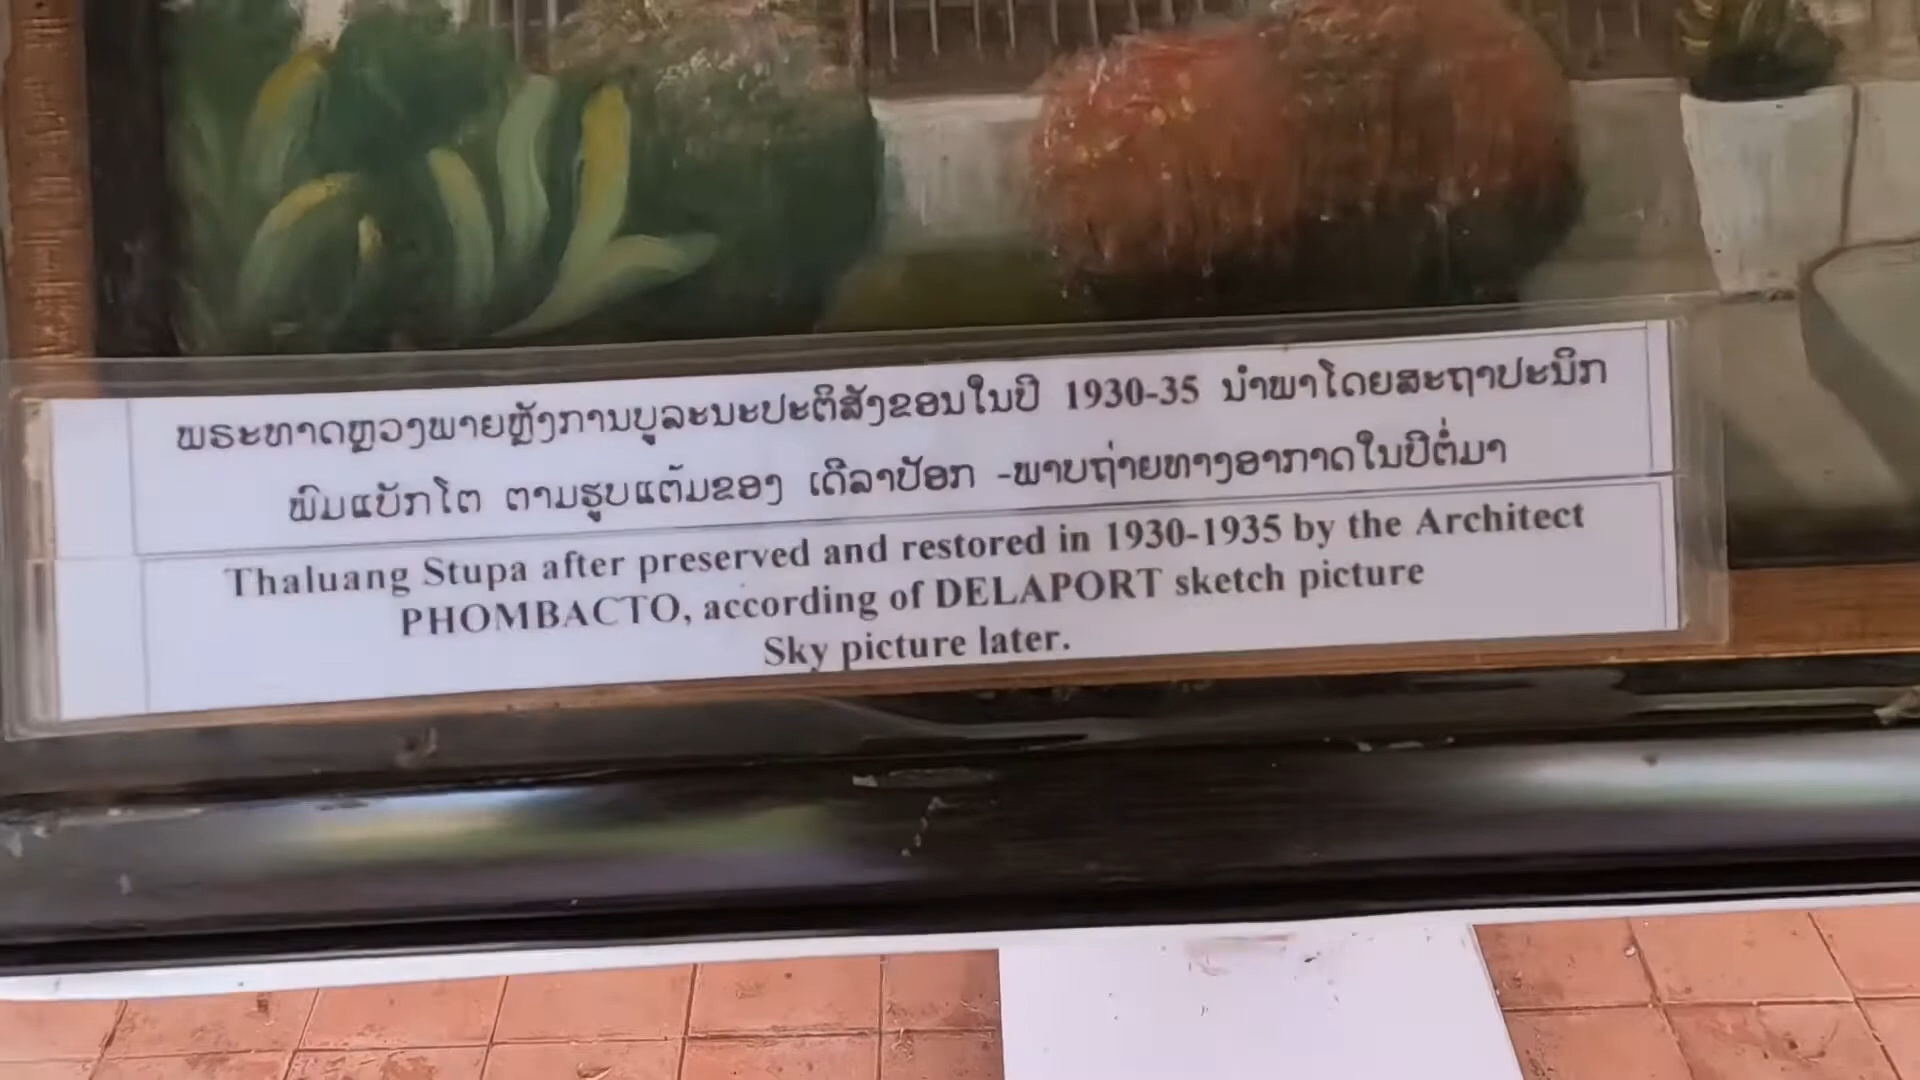 ພຣະທາດຫຼວງພາຍຫຼັງການບູລະນະປະຕິສັງຂອນໃນປີ 1930-35 ນຳພາໂດຍສະຖາປະນິກ
ພົມແບັກໂຕ ຕາມຮູບແຕ້ມຂອງ ເດີລາປັອກ -ພາບຖ່າຍທາງອາກາດໃນປີຕໍ່ມາ
Thaluang Stupa after preserved and restored in 1930-1935 by the Architect
PHOMBACTO, according of DELAPORT sketch picture
Sky picture later.